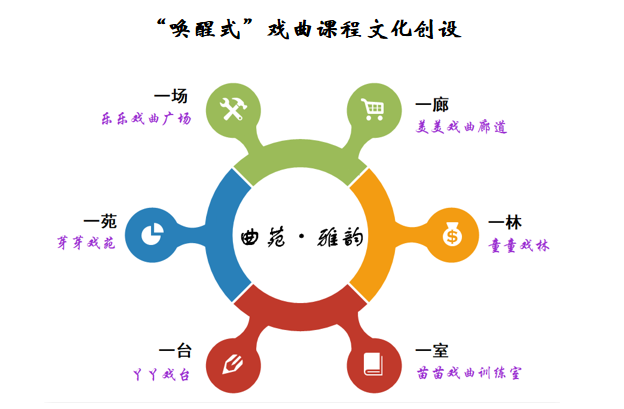 “唤醒式”戏曲课程文化创设
一场
乐乐戏曲广场
一廊
美美戏曲廊道
一苑
芽芽戏苑
曲苑·雅韵
一林
童童戏林
一台
丫丫戏台
一室
苗苗戏曲训练室